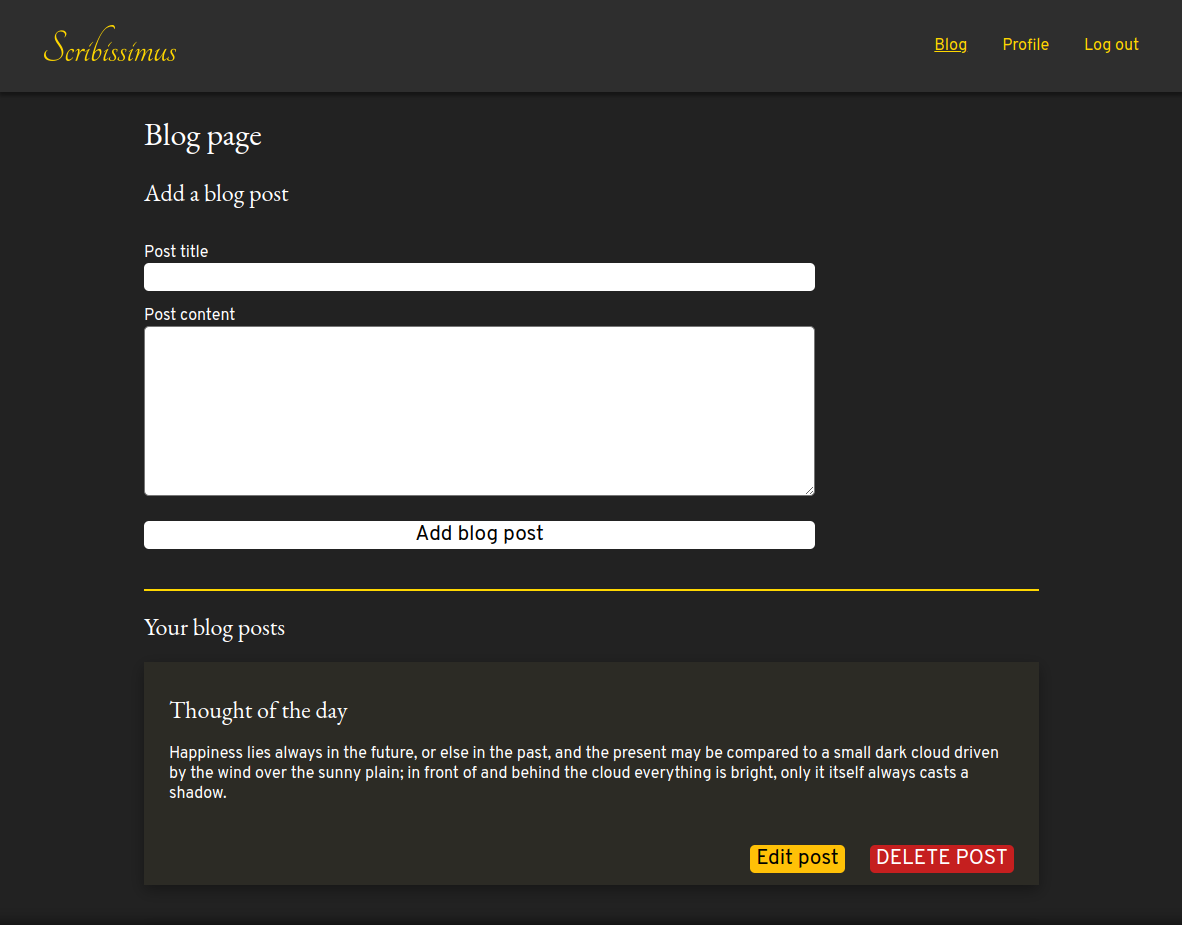 Scribissimus
Blog
Profile
Log out
Blog page
Add a blog post
Post title
Post content
Add blog post
Your blog posts
Thought of the day
Happiness lies always in the future, or else in the past, and the present may be compared to a small dark cloud driven
by the wind over the sunny plain; in front of and behind the cloud everything is bright, only it itself always casts a
shadow.
Edit post
DELETE POST